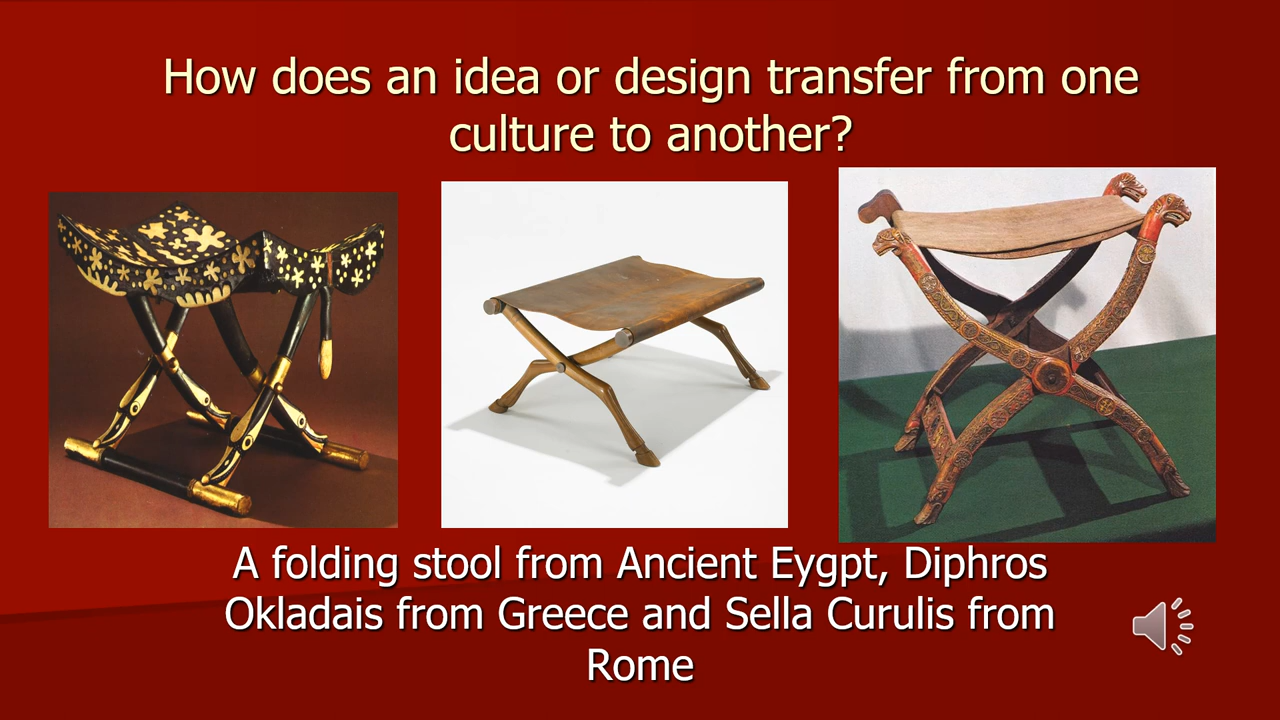 How does an idea or design transfer from one
culture to another?
A folding stool from Ancient Eygpt, Diphros
Okladais from Greece and Sella Curulis from
Rome